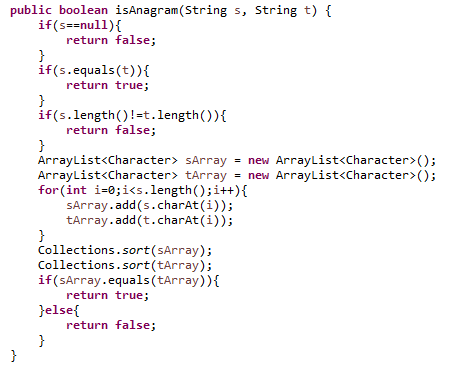 public boolean isAnagram(String s, String t) {
    if(s==null){
        return false;
    }
    if(s.equals(t)){
        return true;
    }
    if(s.length()!=t.length()){
        return false;
    }
    ArrayList<Character> sArray = new ArrayList<Character>();
    ArrayList<Character> tArray = new ArrayList<Character>();
    for(int i=0;i<s.length();i++){
        sArray.add(s.charAt(i));
        tArray.add(t.charAt(i));
    }
    Collections.sort(sArray);
    Collections.sort(tArray);
    if(sArray.equals(tArray)){
        return true;
    }else{
        return false;
    }
}